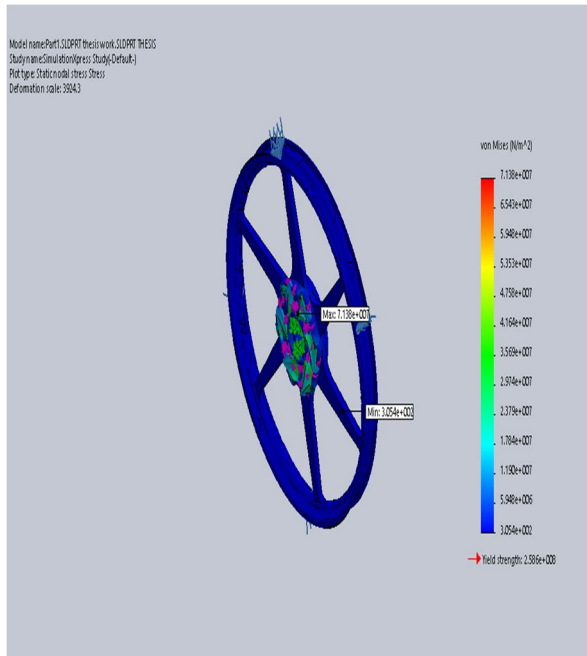 Model name:Part1.SLDPRT thesis work.SLDPRT THESIS
Study name:SimulationXpress Study(-Default-)
Plot type: Static nodal stress Stress
Deformation scale: 3924.3
von Mises (N/m^2)
7.138e+007
6.543e+007
5.948e+007
5.353e+007
4.758e+007
4.164e+007
3.569e+007
2.974e+007
2.379e+007
1.784e+007
1.190e+007
5.948e+006
3.054e+002
Yield strength: 2.586e+008
Max: 7.138e+007
Min: 3.054e+002